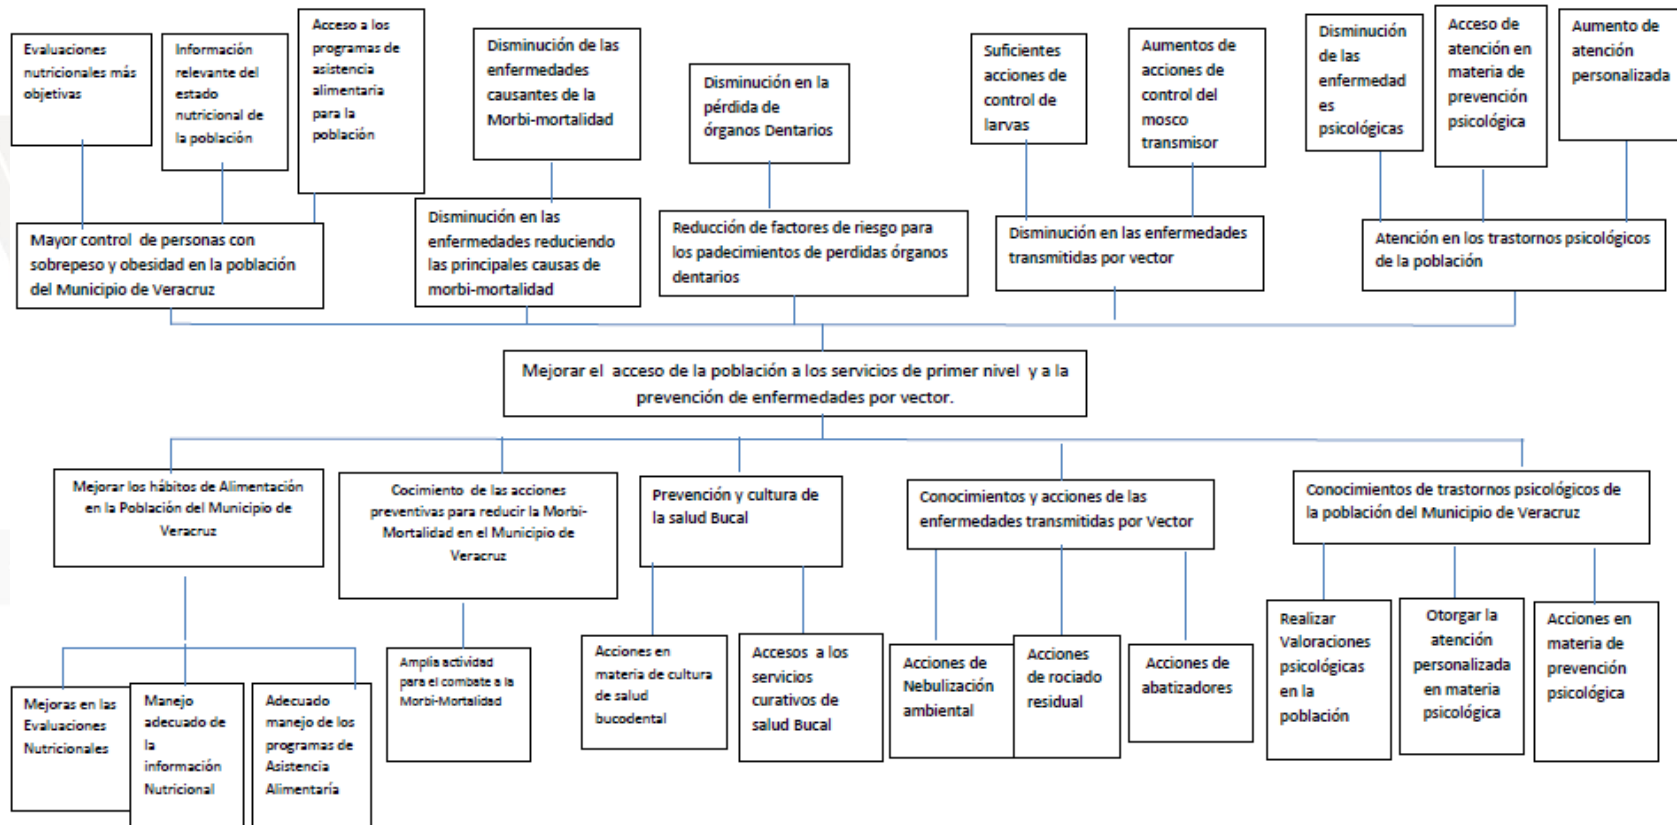 Evaluaciones
nutricionales más
objetivas
Información
relevante del
estado
nutricional de
la población
Acceso a los
programas de
asistencia
alimentaria
para la
población
Disminución de las
enfermedades
causantes de la
Morbi-mortalidad
Disminución en la
pérdida de
órganos Dentarios
Suficientes
acciones de
control de
larvas
Aumentos de
acciones de
control del
mosco
transmisor
Disminución
de las
enfermedad
es
psicológicas
Acceso de
atención en
materia de
prevención
psicológica
Aumento de
atención
personalizada
Mayor control de personas con
sobrepeso y obesidad en la población
del Municipio de Veracruz
Disminución en las
enfermedades reduciendo
las principales causas de
morbi-mortalidad
Reducción de factores de riesgo para
los padecimientos de perdidas órganos
dentarios
Disminución en las enfermedades
transmitidas por vector
Atención en los trastornos psicológicos
de la población
Mejorar el acceso de la población a los servicios de primer nivel y a la
prevención de enfermedades por vector.
Mejorar los hábitos de Alimentación
en la Población del Municipio de
Veracruz
Cocimiento de las acciones
preventivas para reducir la Morbi-
Mortalidad en el Municipio de
Veracruz
Prevención y cultura de
la salud Bucal
Conocimientos y acciones de las
enfermedades transmitidas por Vector
Conocimientos de trastornos psicológicos de
la población del Municipio de Veracruz
Mejoras en las
Evaluaciones
Nutricionales
Manejo
adecuado de
la
información
Nutricional
Adecuado
manejo de los
programas de
Asistencia
Alimentaría
Amplia actividad
para el combate a la
Morbi-Mortalidad
Acciones en
materia de cultura
de salud
bucodental
Accesos a los
servicios
curativos de
salud Bucal
Acciones de
Nebulización
ambiental
Acciones
de rociado
residual
Acciones de
abatizadores
Realizar
Valoraciones
psicológicas
en la
población
Otorgar la
atención
personalizada
en materia
psicológica
Acciones en
materia de
prevención
psicológica